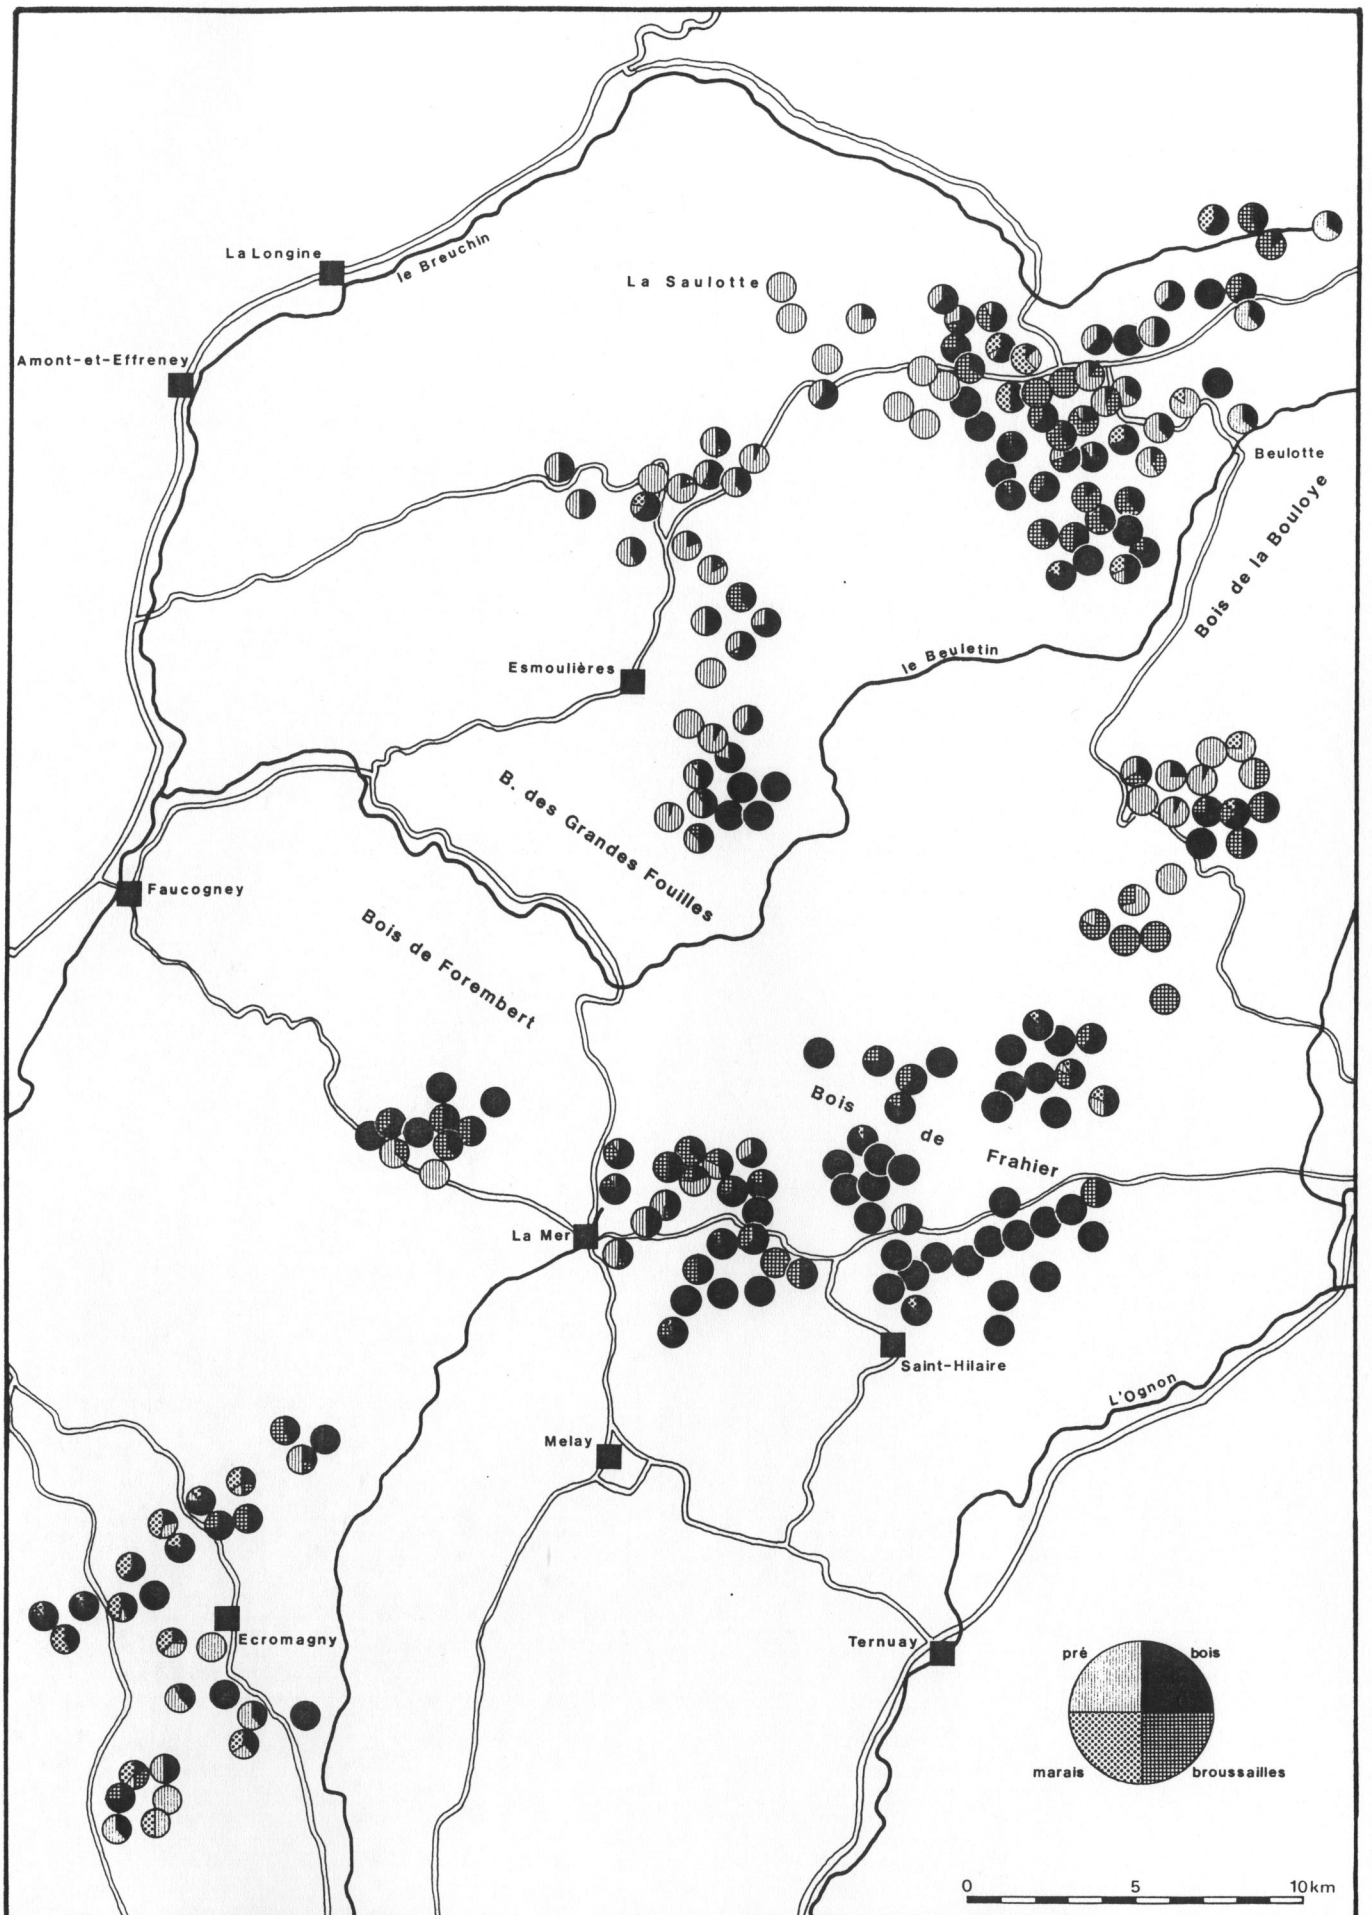 La Longine
le Breuchin
La Saulotte
Amont-et-Effreney
Beulotte
Bois de la Bouloye
Esmoulières
le Beuletin
B. des Grandes Fouilles
Faucogney
Bois de Forembert
Bois de Frahier
La Mer
Saint-Hilaire
L'Ognon
Melay
Ecromagny
Ternuay
pré
bois
marais
broussailles
0 5 10km